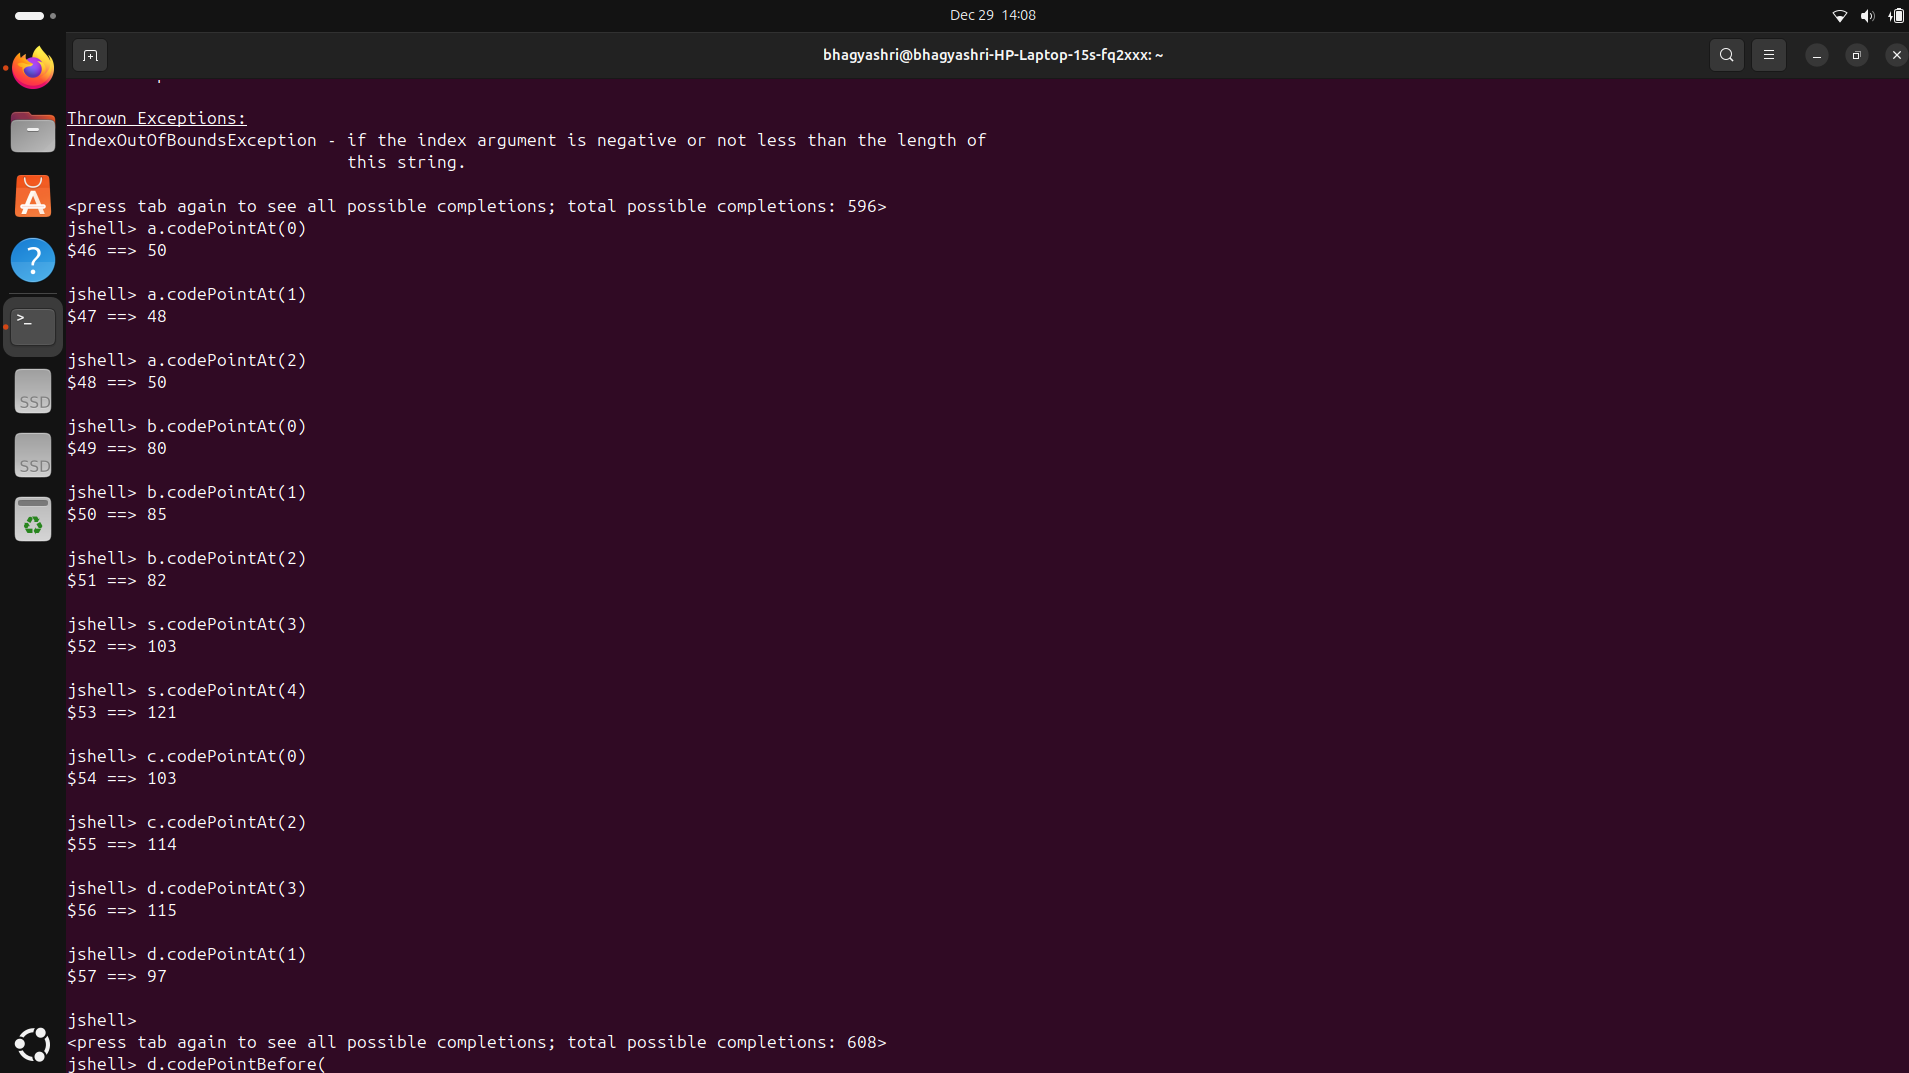 Dec 29 14:08
bhagyashri@bhagyashri-HP-Laptop-15s-fq2xxx: ~
Thrown Exceptions:
IndexOutOfBoundsException - if the index argument is negative or not less than the length of
this string.
<press tab again to see all possible completions; total possible completions: 596>
jshell> a.codePointAt(0)
$46 ==> 50
jshell> a.codePointAt(1)
$47 ==> 48
jshell> a.codePointAt(2)
$48 ==> 50
jshell> b.codePointAt(0)
$49 ==> 80
jshell> b.codePointAt(1)
$50 ==> 85
jshell> b.codePointAt(2)
$51 ==> 82
jshell> s.codePointAt(3)
$52 ==> 103
jshell> s.codePointAt(4)
$53 ==> 121
jshell> c.codePointAt(0)
$54 ==> 103
jshell> c.codePointAt(2)
$55 ==> 114
jshell> d.codePointAt(3)
$56 ==> 115
jshell> d.codePointAt(1)
$57 ==> 97
jshell>
<press tab again to see all possible completions; total possible completions: 608>
jshell> d.codePointBefore(
>_
SSD
SSD